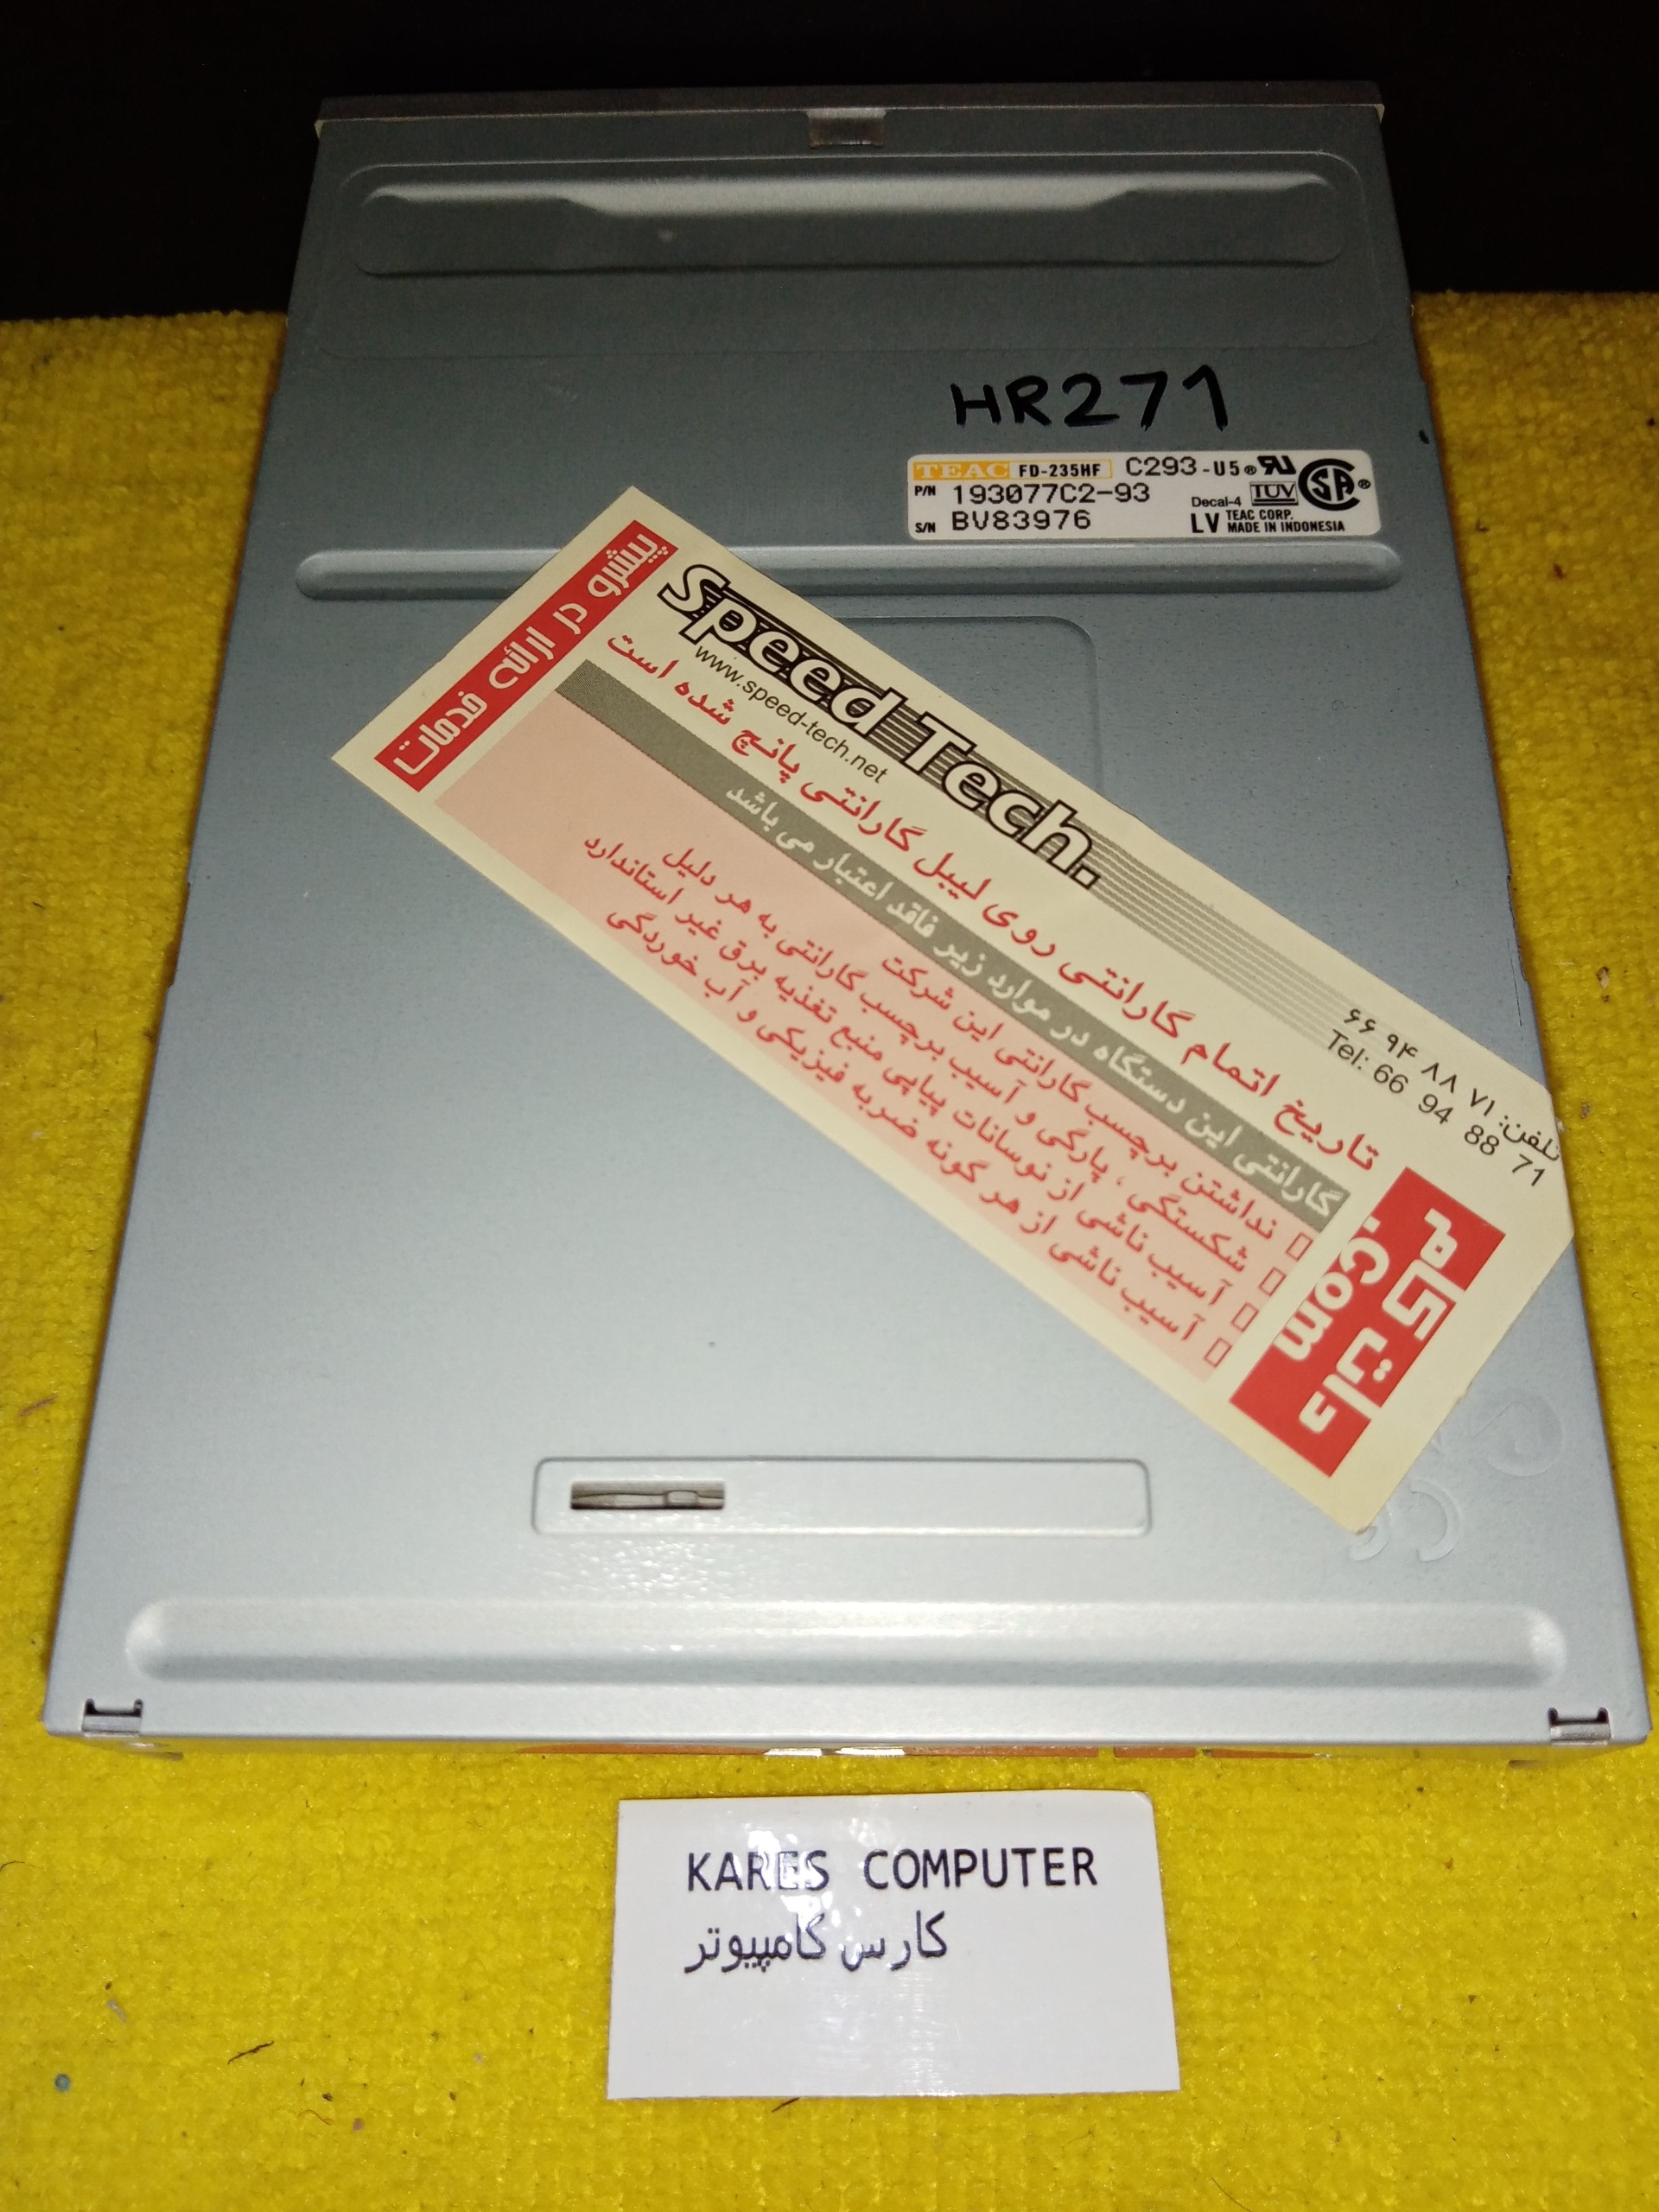 HR271
TEAC FD-235HF C293-U5
P/N 193077C2-93
Decal-4 TUV SA
S/N BV83976
LV TEAC CORP.
MADE IN INDONESIA
پیشرو در ارائه خدمات
Speed Tech.
www.speed-tech.net
تلفن: ۷۱ ۸۸ ۹۴ ۶۶
Tel: 66 94 88 71
تاریخ اتمام گارانتی روی لیبل گارانتی پانچ شده است
گارانتی این دستگاه در موارد زیر فاقد اعتبار می باشد
نداشتن برچسب گارانتی این شرکت
شکستگی، پارگی و آسیب برچسب گارانتی به هر دلیل
آسیب ناشی از نوسانات پیاپی منبع تغذیه برق غیر استاندارد
آسیب ناشی از هر گونه ضربه فیزیکی و آب خوردگی
دات کام
.com
KARES COMPUTER
کارس کامپیوتر